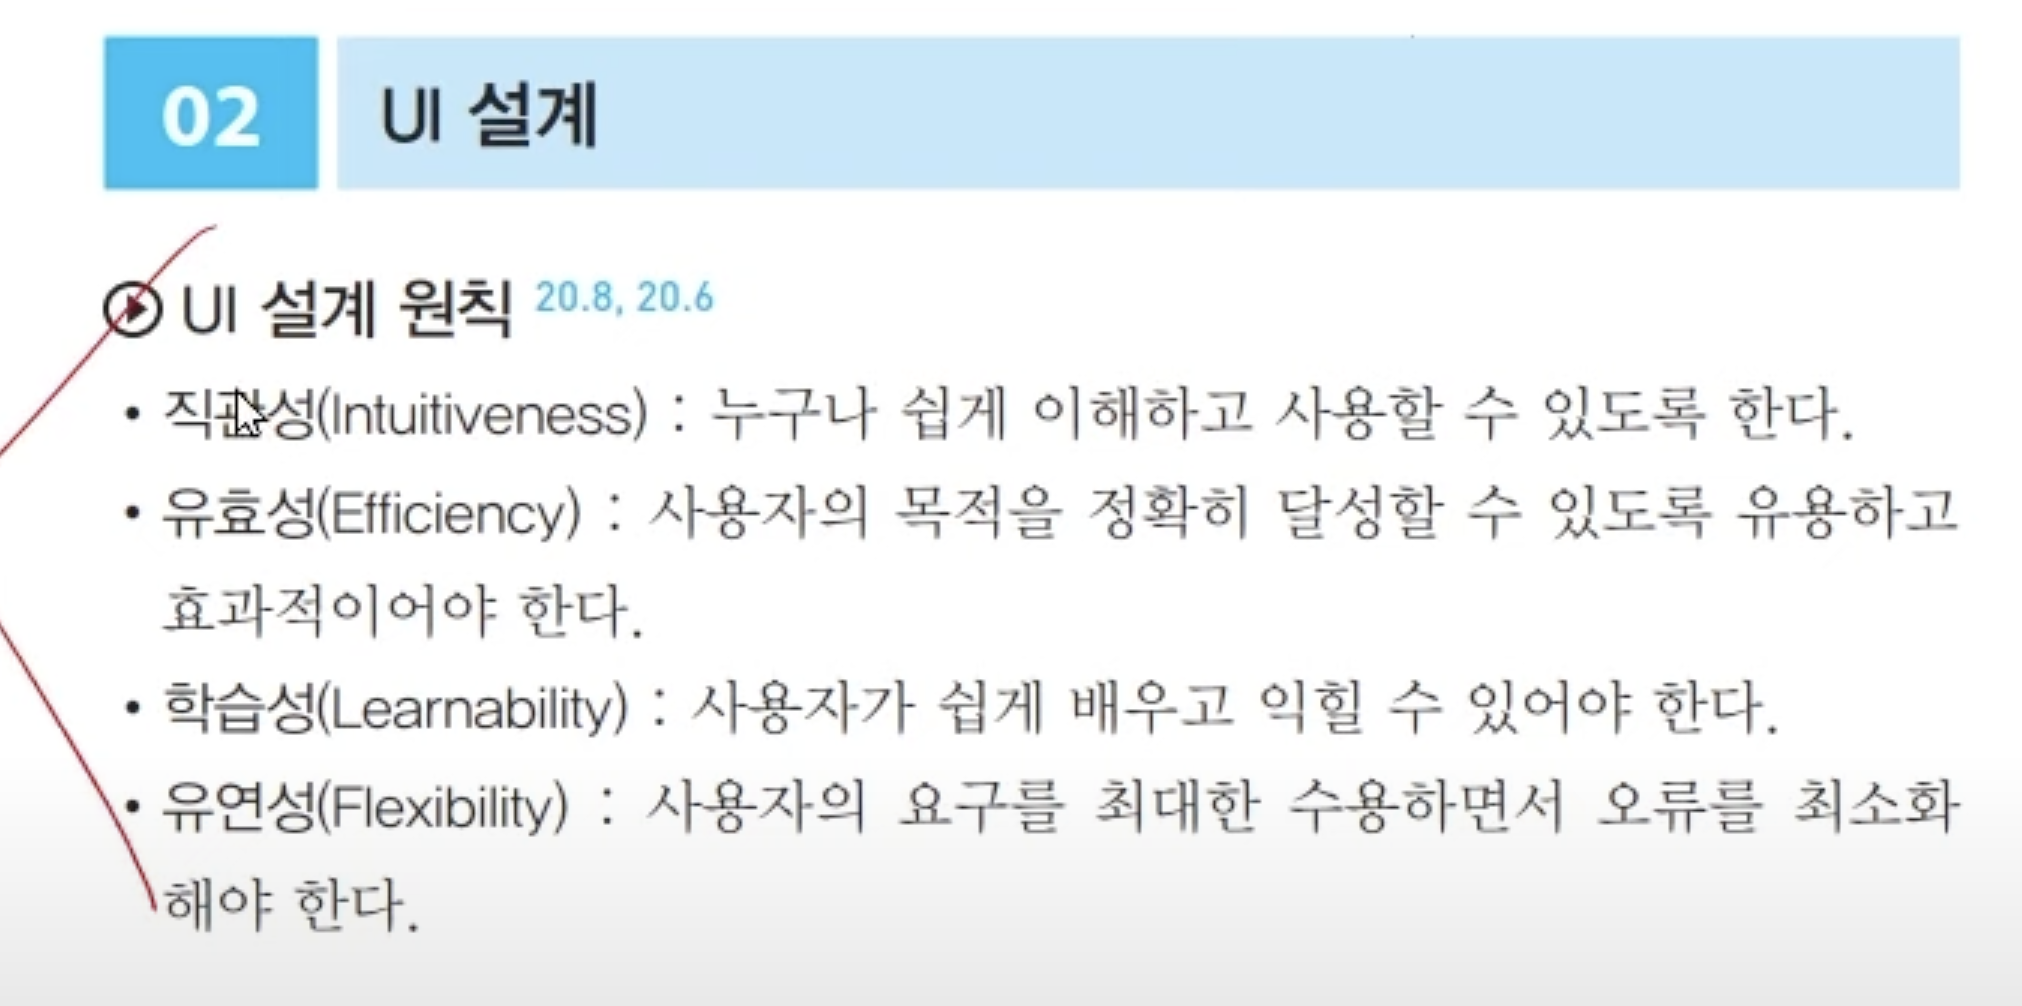 02 UI 설계
UI 설계 원칙 20.8, 20.6
• 직관성(Intuitiveness) : 누구나 쉽게 이해하고 사용할 수 있도록 한다.
• 유효성(Efficiency) : 사용자의 목적을 정확히 달성할 수 있도록 유용하고
효과적이어야 한다.
• 학습성(Learnability) : 사용자가 쉽게 배우고 익힐 수 있어야 한다.
• 유연성(Flexibility) : 사용자의 요구를 최대한 수용하면서 오류를 최소화
해야 한다.